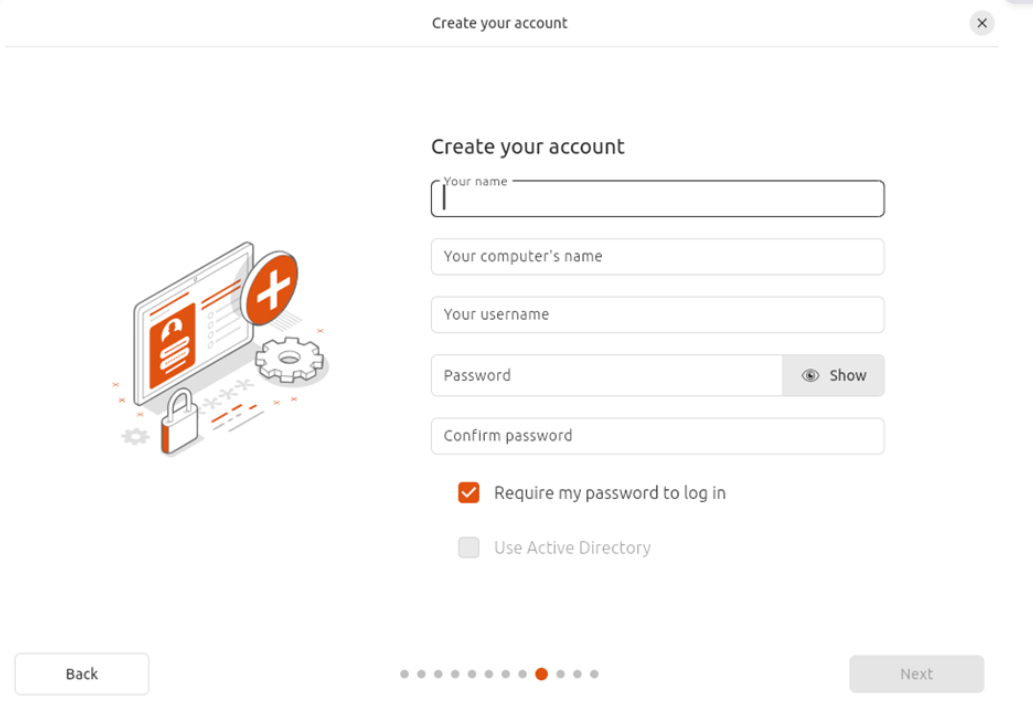 Create your account
Create your account
Your name
Your computer's name
Your username
Password
Show
Confirm password
Require my password to log in
Use Active Directory
Back
Next